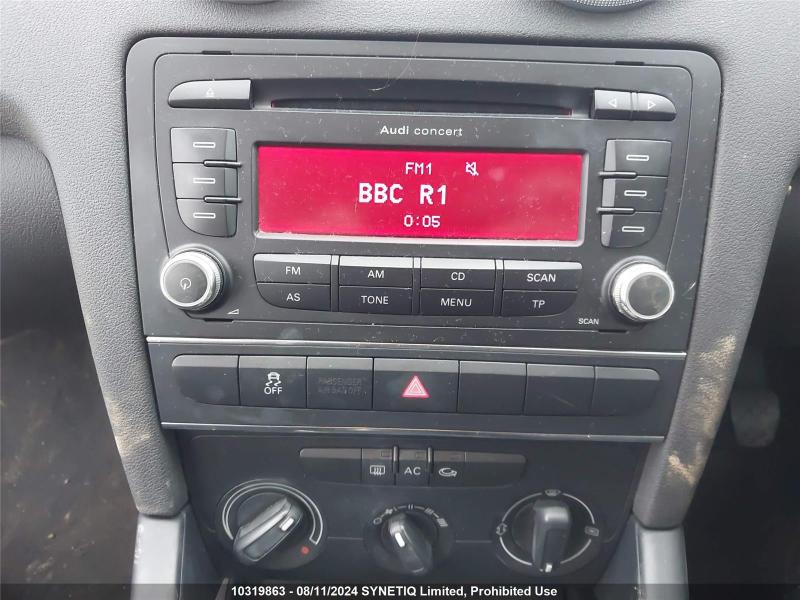 Audi concert
FM1
BBC R1
0:05
FM AM CD SCAN
AS TONE MENU TP
SCAN
OFF
PASSENGER
AIR BAG OFF
AC
10319863 - 08/11/2024 SYNETIQ Limited, Prohibited Use